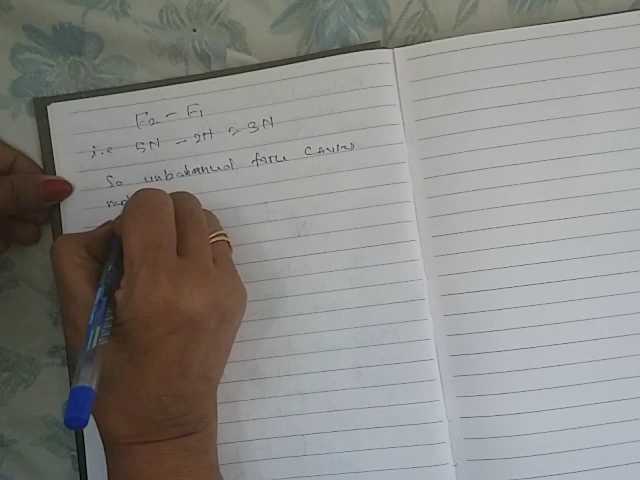 F2 - F1
i.e 5N - 2N = 3N
So unbalanced force causes